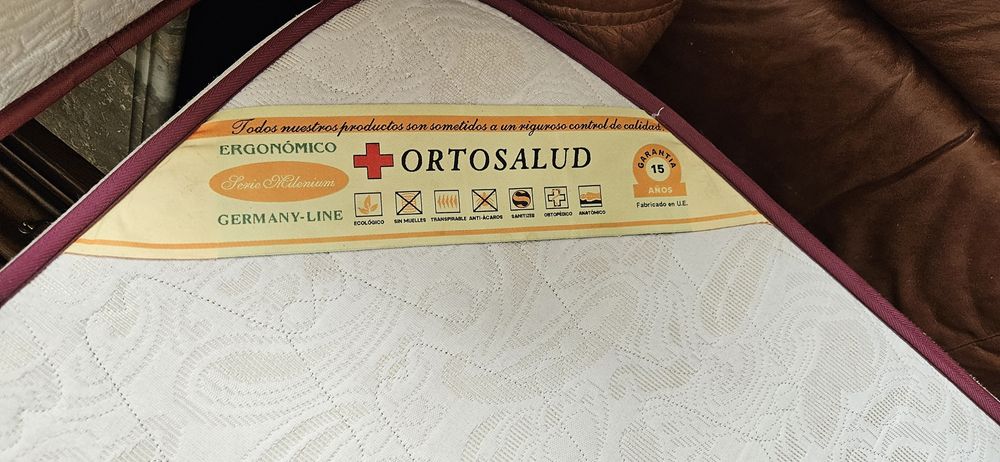 Todos nuestros productos son sometidos a un riguroso control de calidad.
ERGONÓMICO
Serie Milenium
GERMANY-LINE
ORTOSALUD
ECOLÓGICO SIN MUELLES TRANSPIRABLE ANTI-ÁCAROS SANITIZED ORTOPÉDICO ANATÓMICO
GARANTIA
15
AÑOS
Fabricado en U.E.